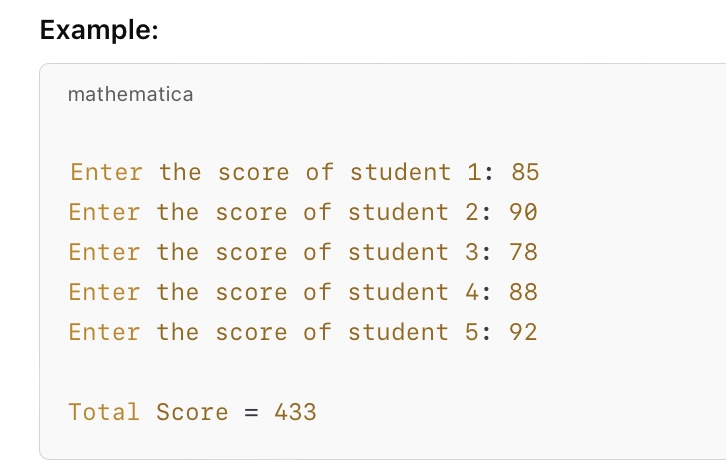 Example:
mathematica
Enter the score of student 1: 85
Enter the score of student 2: 90
Enter the score of student 3: 78
Enter the score of student 4: 88
Enter the score of student 5: 92
Total Score = 433